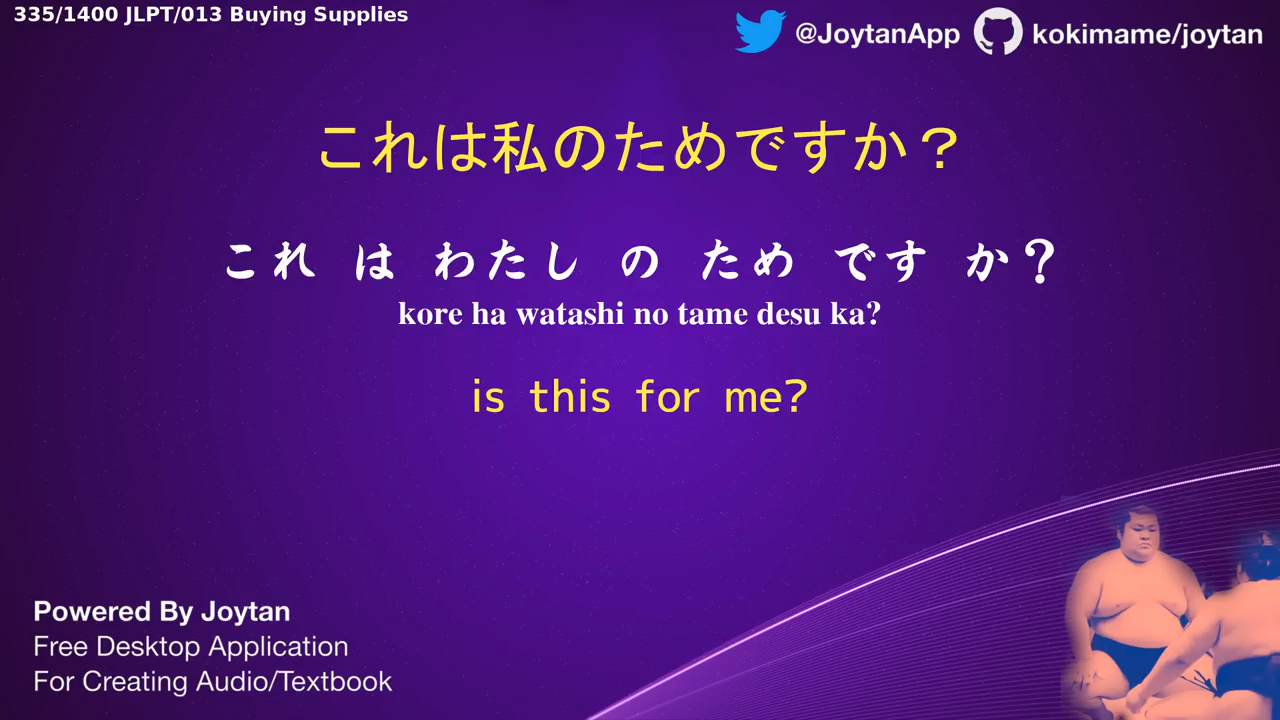 335/1400 JLPT/013 Buying Supplies
@JoytanApp kokimame/joytan
これは私のためですか？
これ は わたし の ため です か？
kore ha watashi no tame desu ka?
is this for me?
Powered By Joytan
Free Desktop Application
For Creating Audio/Textbook